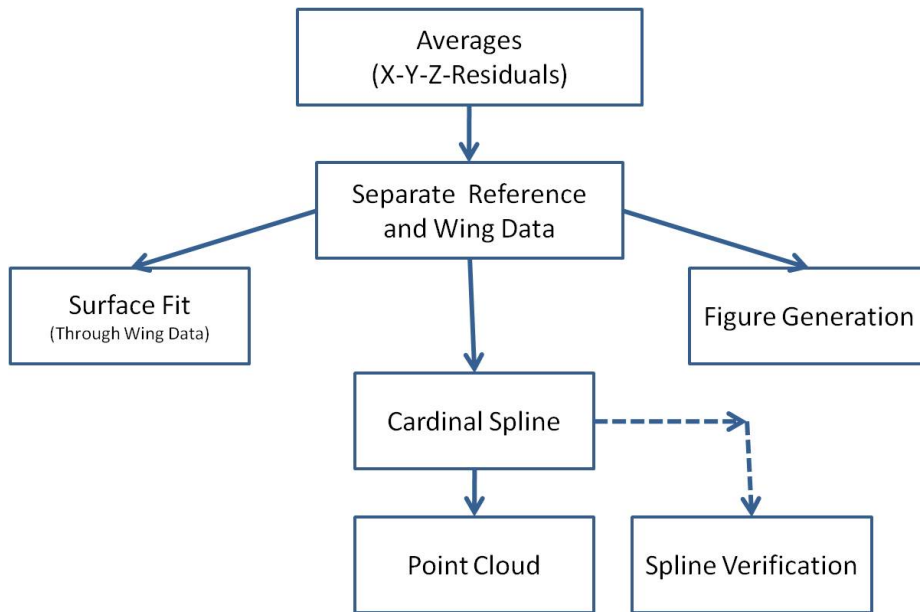 Averages
(X-Y-Z-Residuals)
Separate Reference
and Wing Data
Surface Fit
(Through Wing Data)
Figure Generation
Cardinal Spline
Point Cloud
Spline Verification